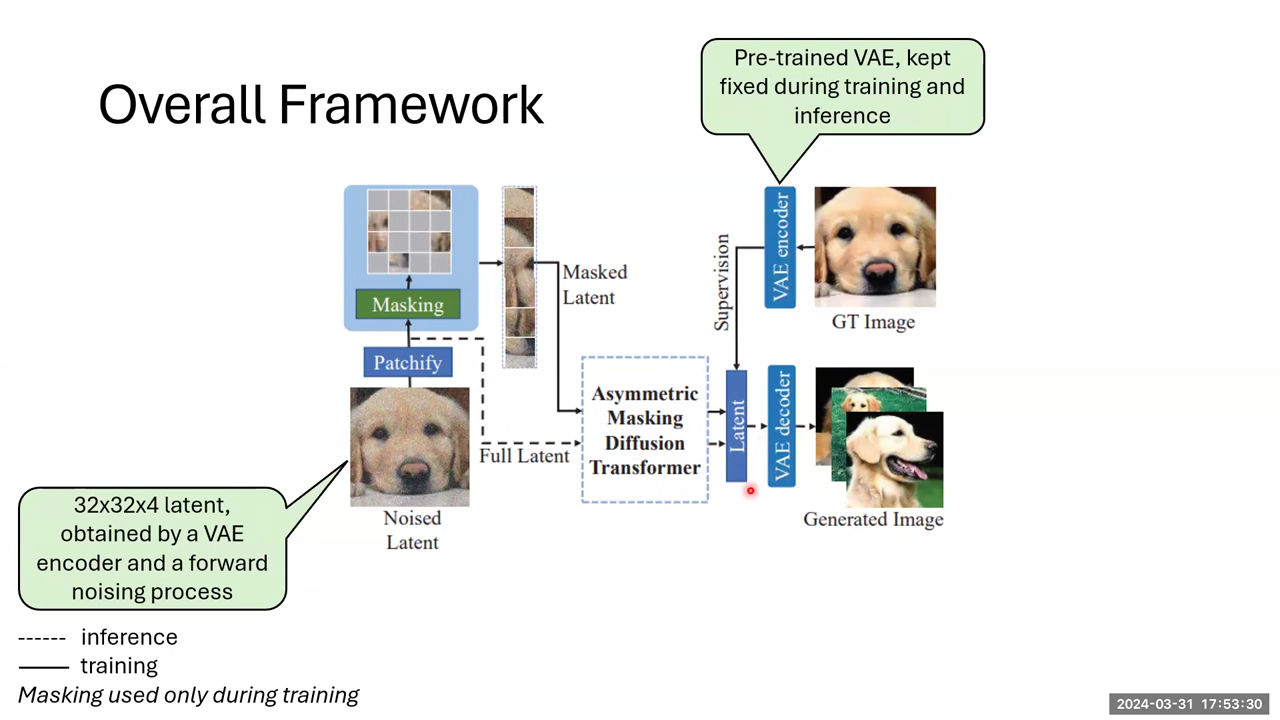 Pre-trained VAE, kept
fixed during training and
inference
Overall Framework
Masking
Patchify
Noised
Latent
Masked
Latent
Full Latent
Asymmetric
Masking
Diffusion
Transformer
Supervision
VAE encoder
GT Image
Latent
VAE decoder
Generated Image
32x32x4 latent,
obtained by a VAE
encoder and a forward
noising process
------ inference
training
Masking used only during training
2024-03-31 17:53:30